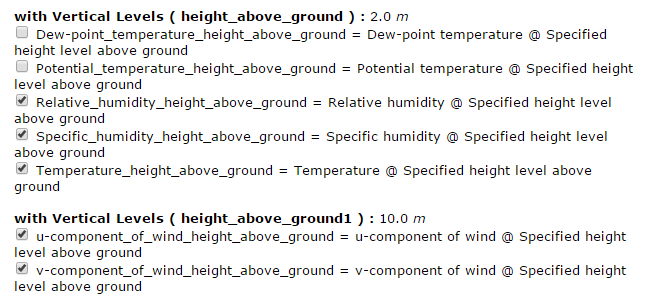 with Vertical Levels ( height_above_ground ) : 2.0 m
Dew-point_temperature_height_above_ground = Dew-point temperature @ Specified
height level above ground
Potential_temperature_height_above_ground = Potential temperature @ Specified height
level above ground
Relative_humidity_height_above_ground = Relative humidity @ Specified height level
above ground
Specific_humidity_height_above_ground = Specific humidity @ Specified height level
above ground
Temperature_height_above_ground = Temperature @ Specified height level above
ground
with Vertical Levels ( height_above_ground1 ) : 10.0 m
u-component_of_wind_height_above_ground = u-component of wind @ Specified height
level above ground
v-component_of_wind_height_above_ground = v-component of wind @ Specified height
level above ground